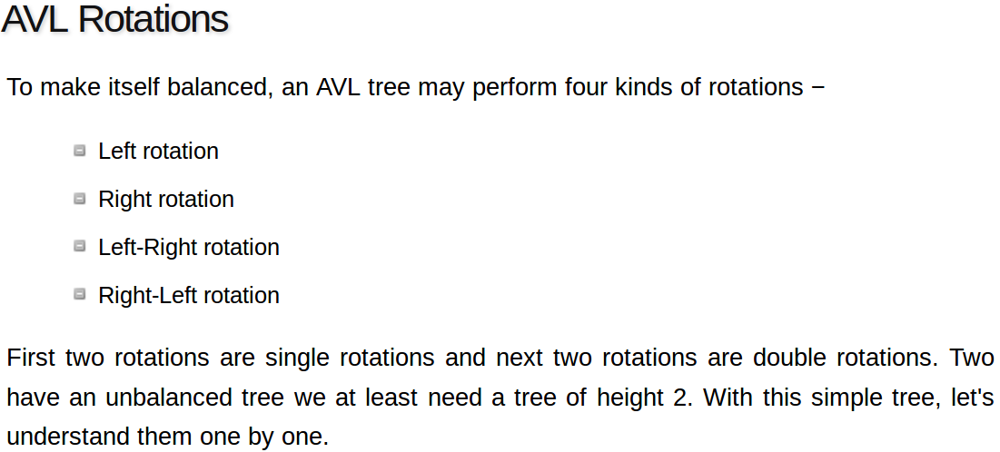 AVL Rotations
To make itself balanced, an AVL tree may perform four kinds of rotations −
Left rotation
Right rotation
Left-Right rotation
Right-Left rotation
First two rotations are single rotations and next two rotations are double rotations. Two
have an unbalanced tree we at least need a tree of height 2. With this simple tree, let's
understand them one by one.